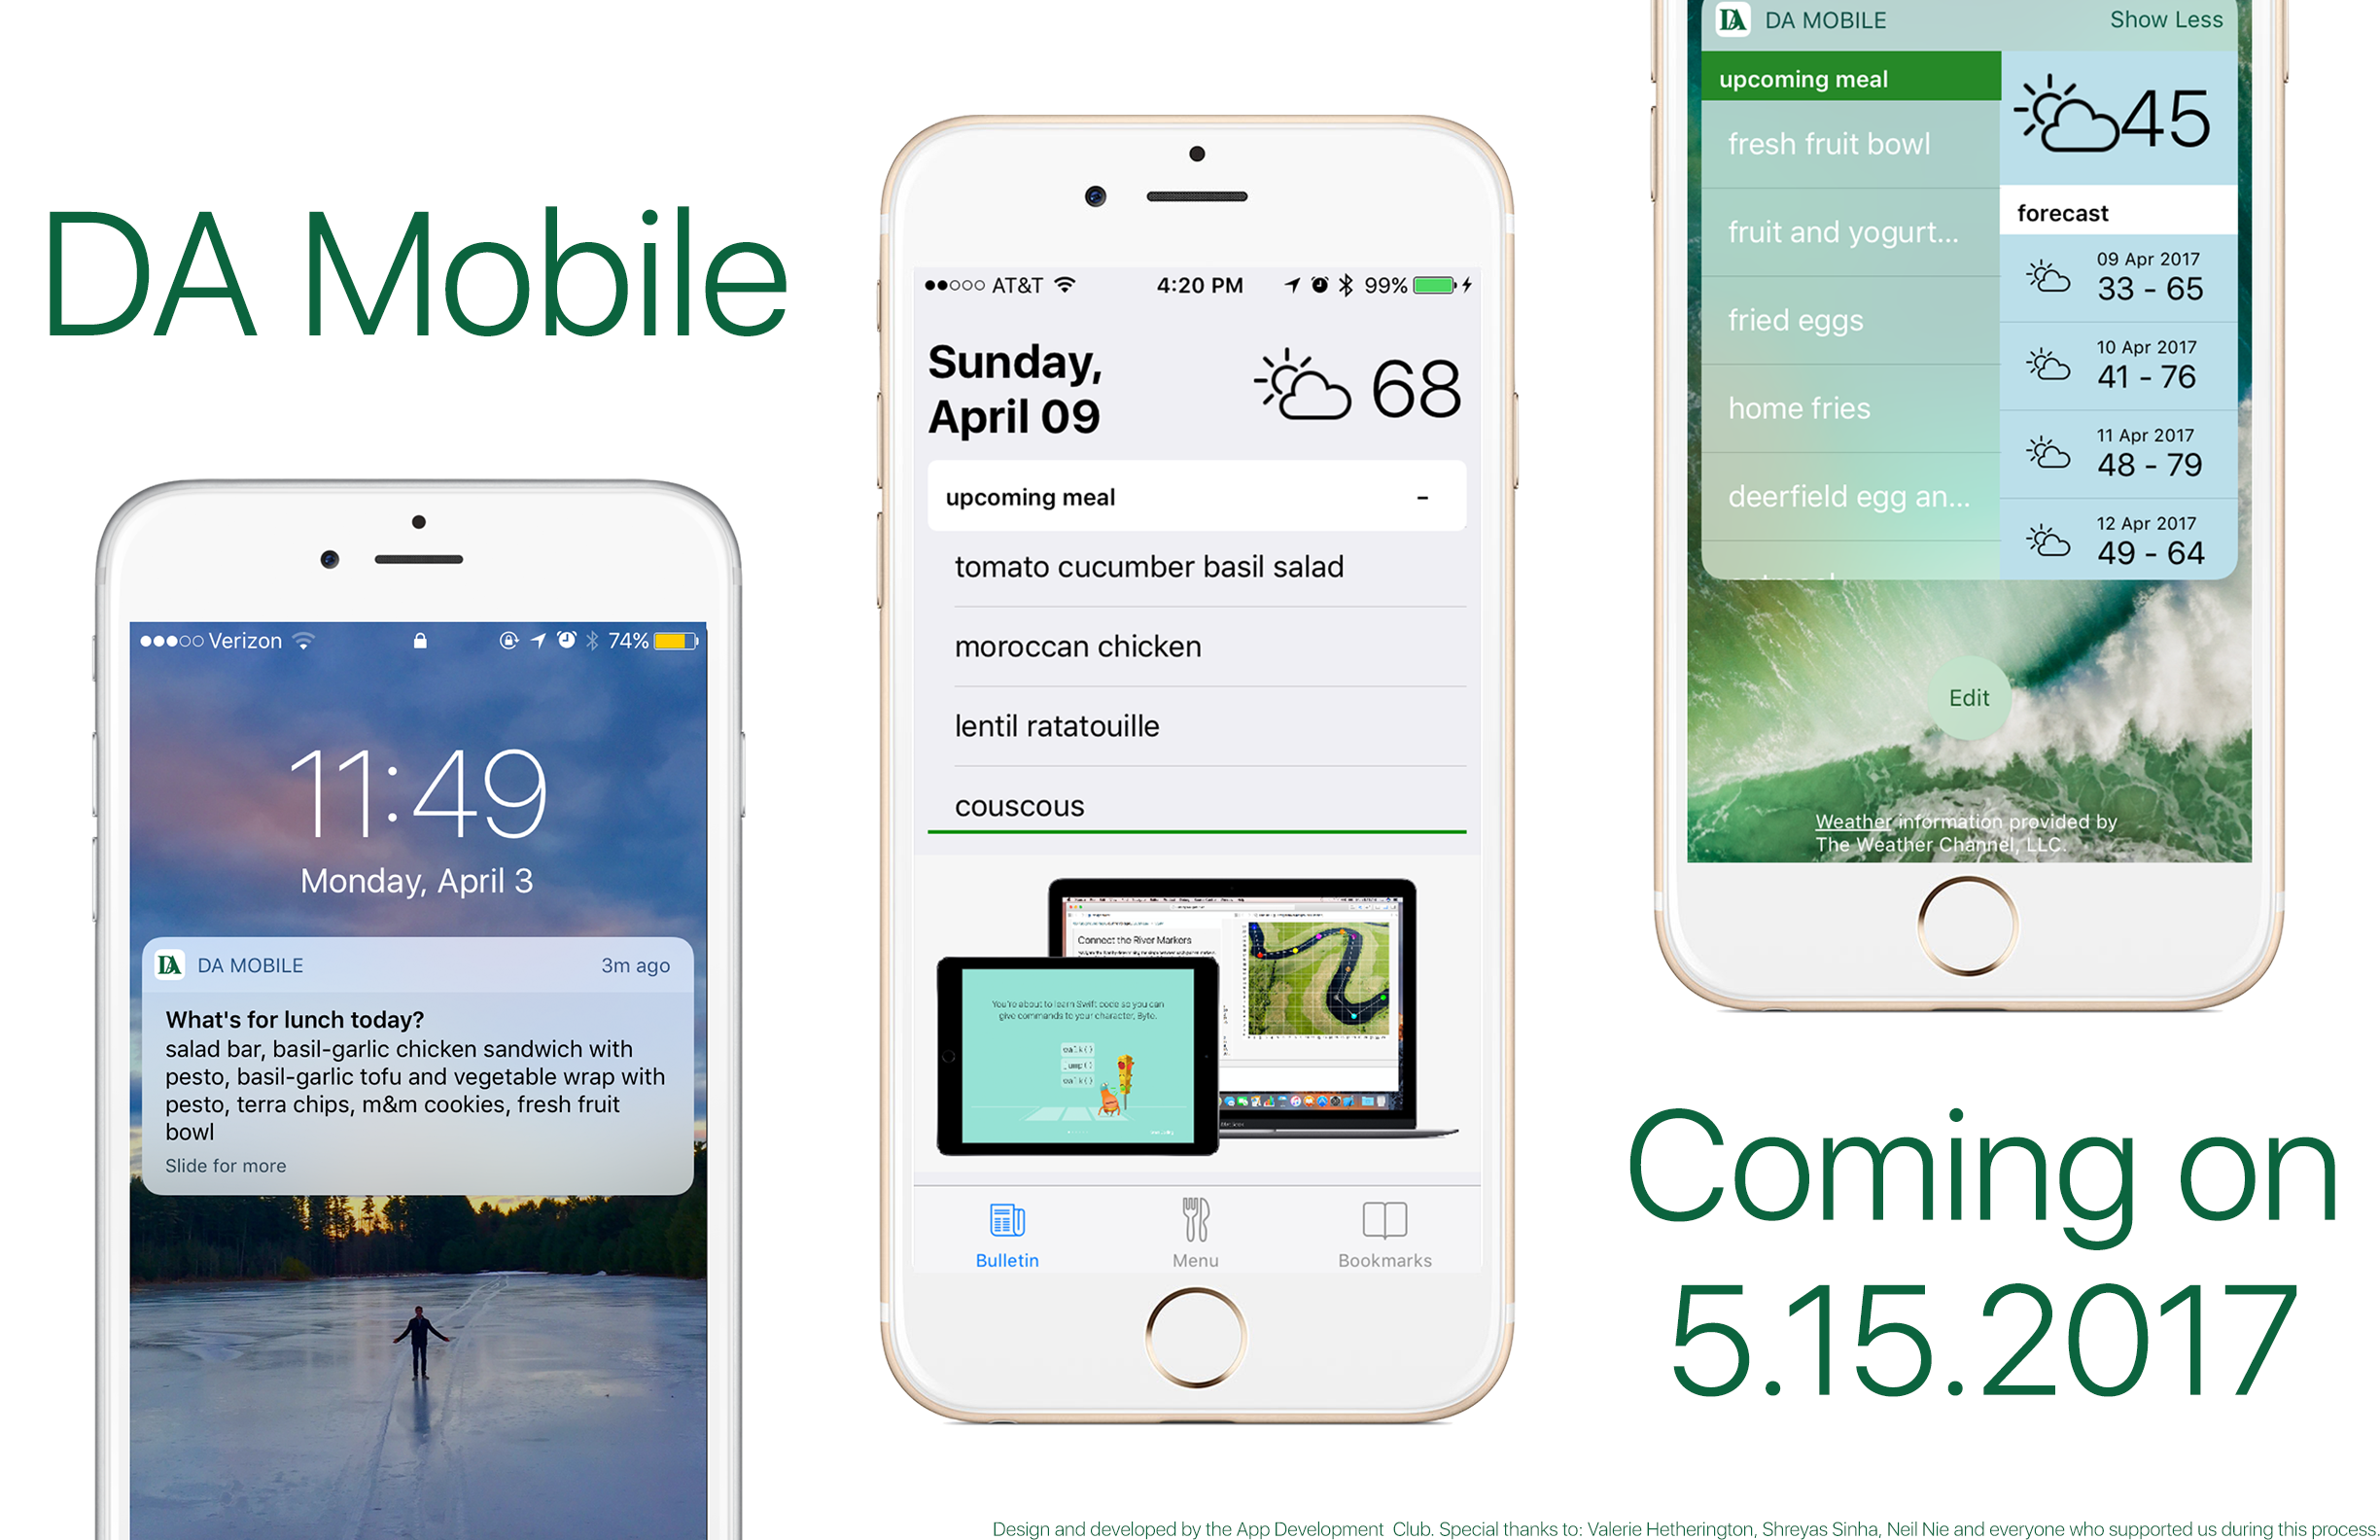 DA Mobile
●●●○○ Verizon
74%
11:49
Monday, April 3
DA
DA MOBILE
3m ago
What's for lunch today?
salad bar, basil-garlic chicken sandwich with
pesto, basil-garlic tofu and vegetable wrap with
pesto, terra chips, m&m cookies, fresh fruit
bowl
Slide for more
●●○○○ AT&T
4:20 PM
99%
Sunday,
April 09
68
upcoming meal
-
tomato cucumber basil salad
moroccan chicken
lentil ratatouille
couscous
Connect the River Markers
You're about to learn Swift code so you can
give commands to your character, Byte.
walk()
jump()
walk()
Bulletin
Menu
Bookmarks
DA
DA MOBILE
Show Less
upcoming meal
fresh fruit bowl
fruit and yogurt...
fried eggs
home fries
deerfield egg an...
45
forecast
09 Apr 2017
33 - 65
10 Apr 2017
41 - 76
11 Apr 2017
48 - 79
12 Apr 2017
49 - 64
Edit
Weather information provided by
The Weather Channel, LLC.
Coming on
5.15.2017
Design and developed by the App Development Club. Special thanks to: Valerie Hetherington, Shreyas Sinha, Neil Nie and everyone who supported us during this process.